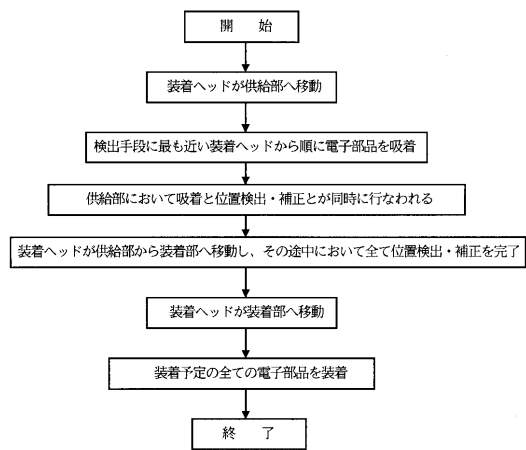 開　始
装着ヘッドが供給部へ移動
検出手段に最も近い装着ヘッドから順に電子部品を吸着
供給部において吸着と位置検出・補正とが同時に行なわれる
装着ヘッドが供給部から装着部へ移動し、その途中において全て位置検出・補正を完了
装着ヘッドが装着部へ移動
装着予定の全ての電子部品を装着
終　了